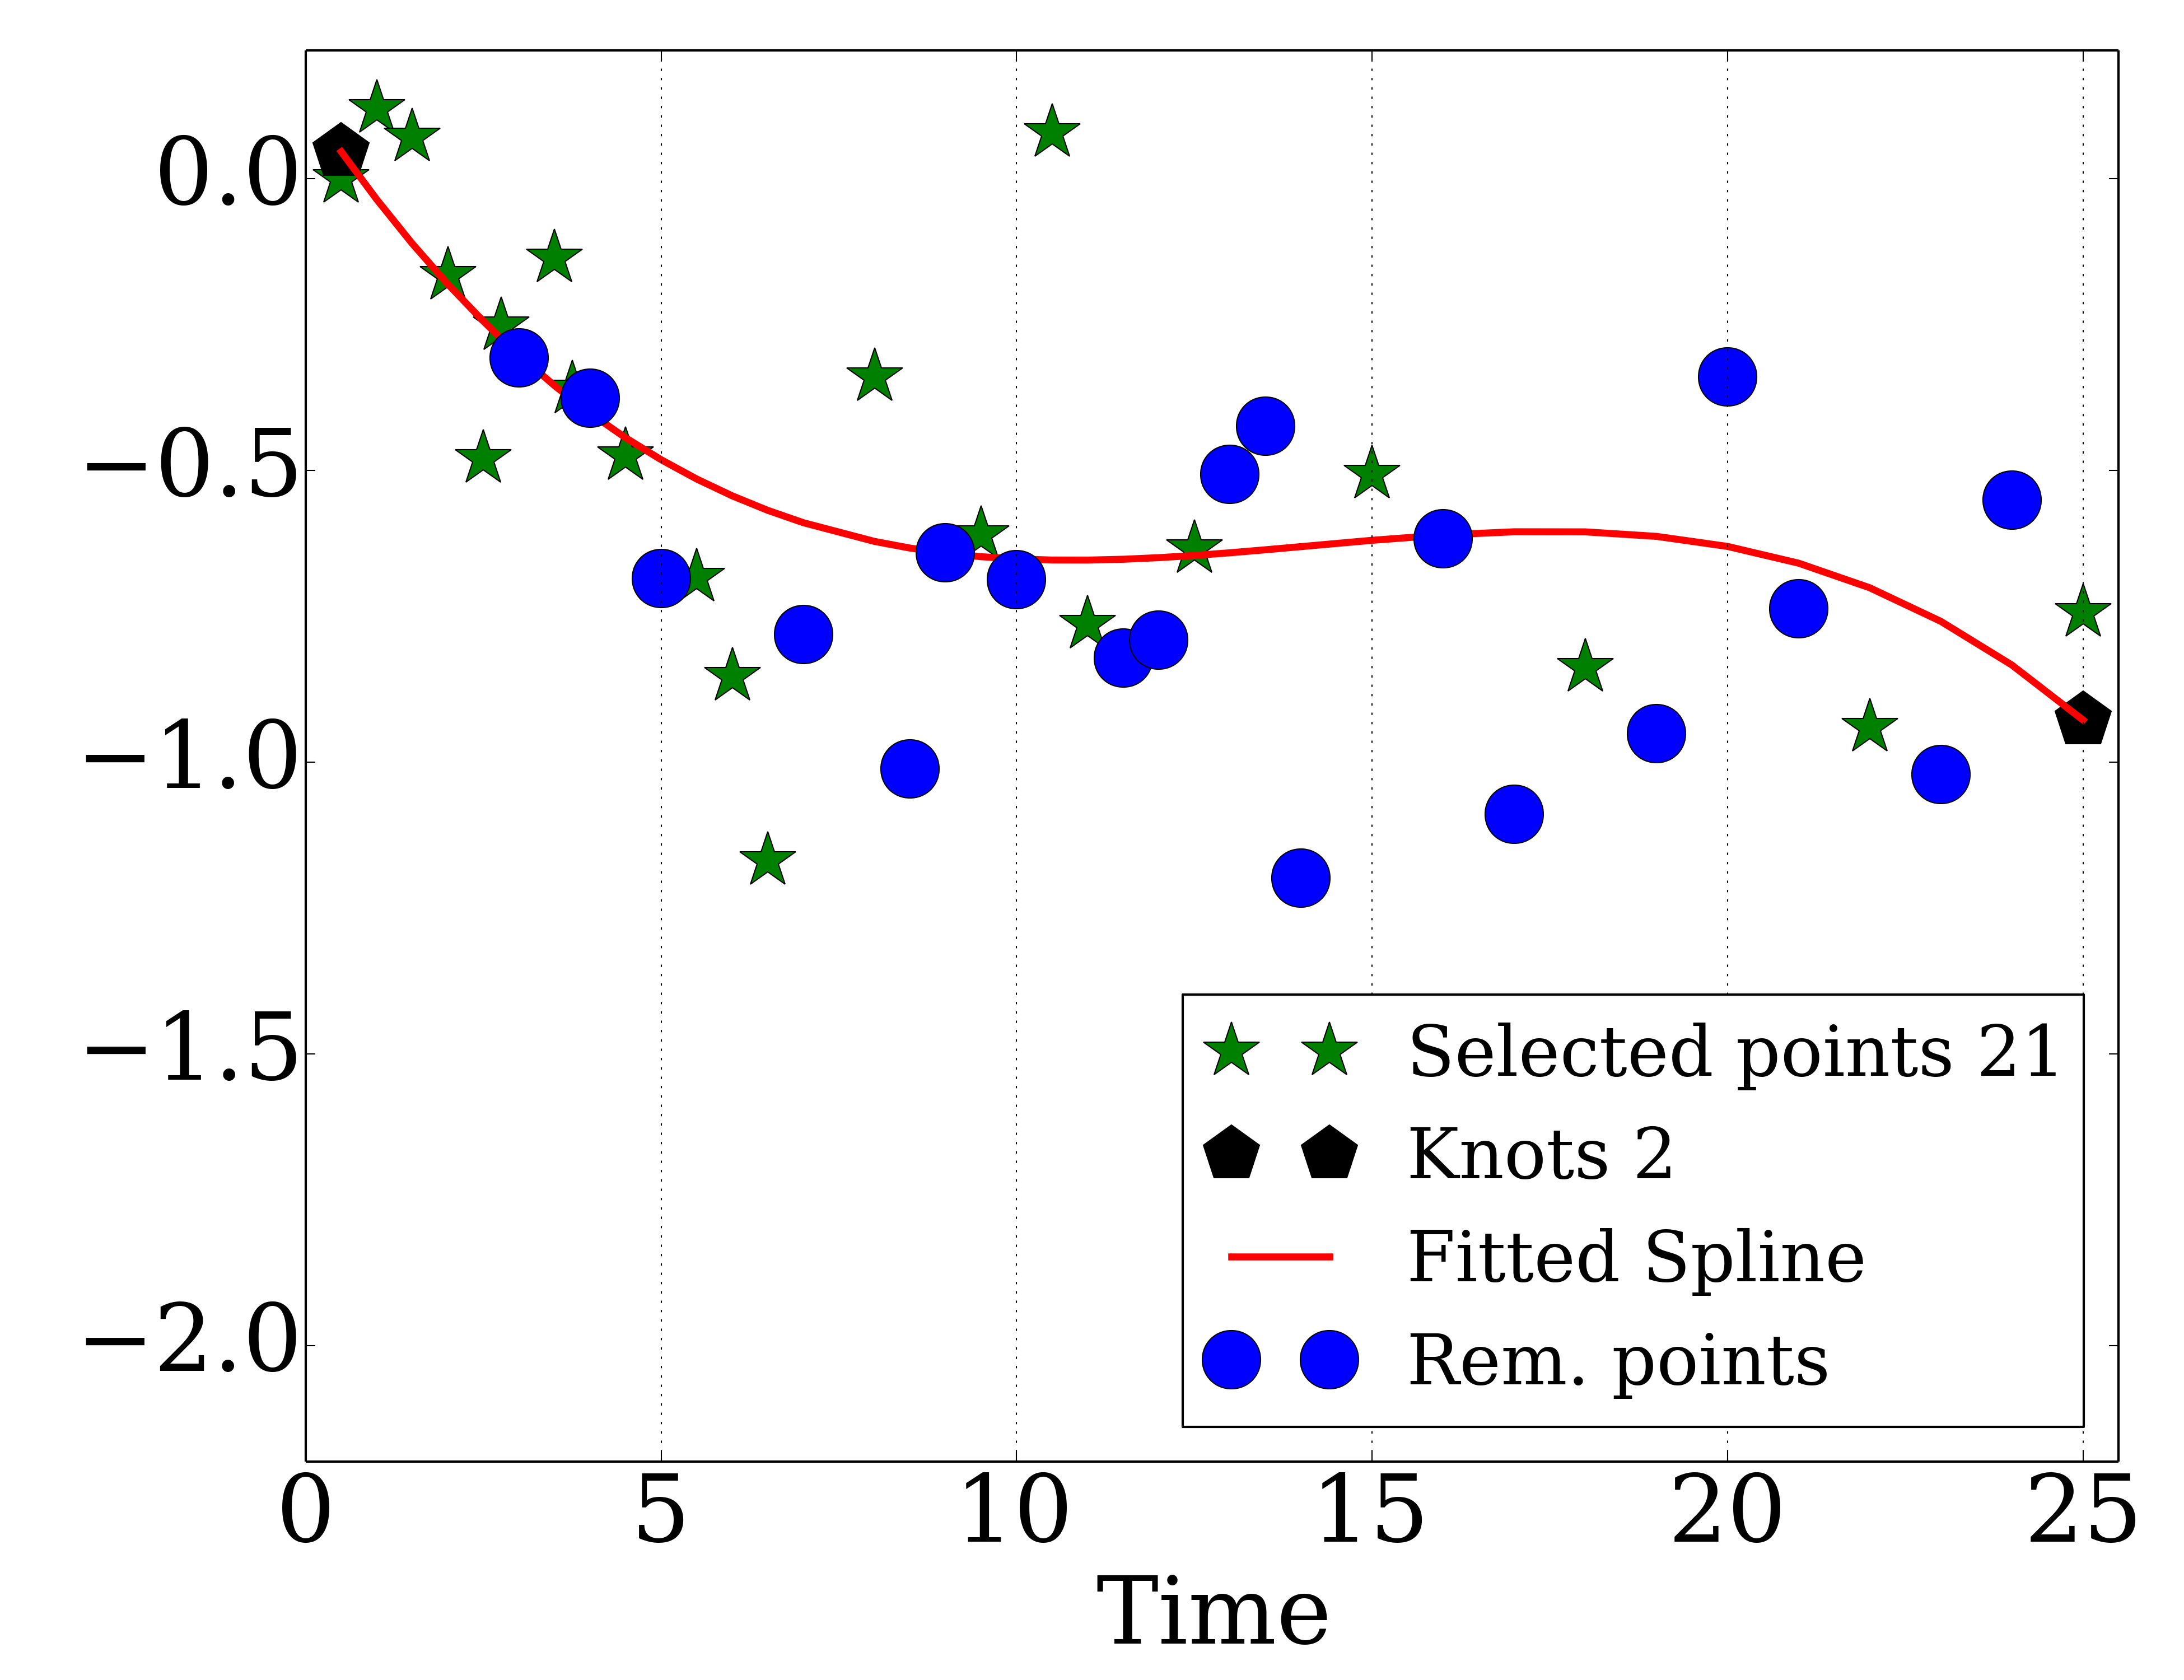 0.0
−0.5
−1.0
−1.5
−2.0
Selected points 21
Knots 2
Fitted Spline
Rem. points
0 5 10 15 20 25
Time